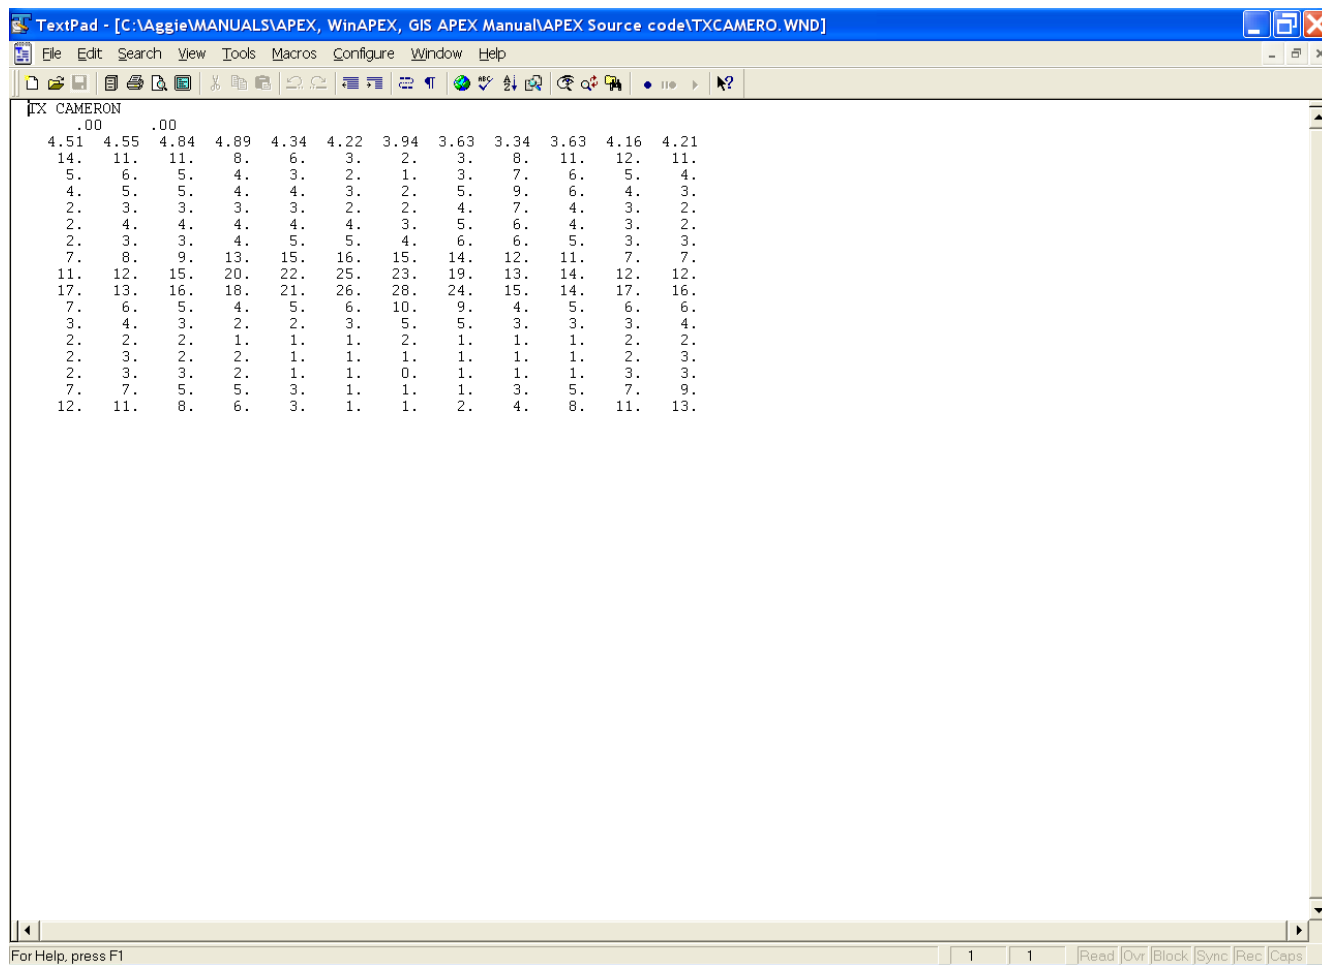 TextPad - [C:\Aggie\MANUALS\APEX, WinAPEX, GIS APEX Manual\APEX Source code\TXCAMERO.WND]
File Edit Search View Tools Macros Configure Window Help
TX CAMERON
.00 .00
4.51 4.55 4.84 4.89 4.34 4.22 3.94 3.63 3.34 3.63 4.16 4.21
14. 11. 11. 8. 6. 3. 2. 3. 8. 11. 12. 11.
5. 6. 5. 4. 3. 2. 1. 3. 7. 6. 5. 4.
4. 5. 5. 4. 4. 3. 2. 5. 9. 6. 4. 3.
2. 3. 3. 3. 3. 2. 2. 4. 7. 4. 3. 2.
2. 4. 4. 4. 4. 4. 3. 5. 6. 4. 3. 2.
2. 3. 3. 4. 5. 5. 4. 6. 6. 5. 3. 3.
7. 8. 9. 13. 15. 16. 15. 14. 12. 11. 7. 7.
11. 12. 15. 20. 22. 25. 23. 19. 13. 14. 12. 12.
17. 13. 16. 18. 21. 26. 28. 24. 15. 14. 17. 16.
7. 6. 5. 4. 5. 6. 10. 9. 4. 5. 6. 6.
3. 4. 3. 2. 2. 3. 5. 5. 3. 3. 3. 4.
2. 2. 2. 1. 1. 1. 2. 1. 1. 1. 2. 2.
2. 3. 2. 2. 1. 1. 1. 1. 1. 1. 2. 3.
2. 3. 3. 2. 1. 1. 0. 1. 1. 1. 3. 3.
7. 7. 5. 5. 3. 1. 1. 1. 3. 5. 7. 9.
12. 11. 8. 6. 3. 1. 1. 2. 4. 8. 11. 13.
For Help, press F1 1 1 Read Ovr Block Sync Rec Caps